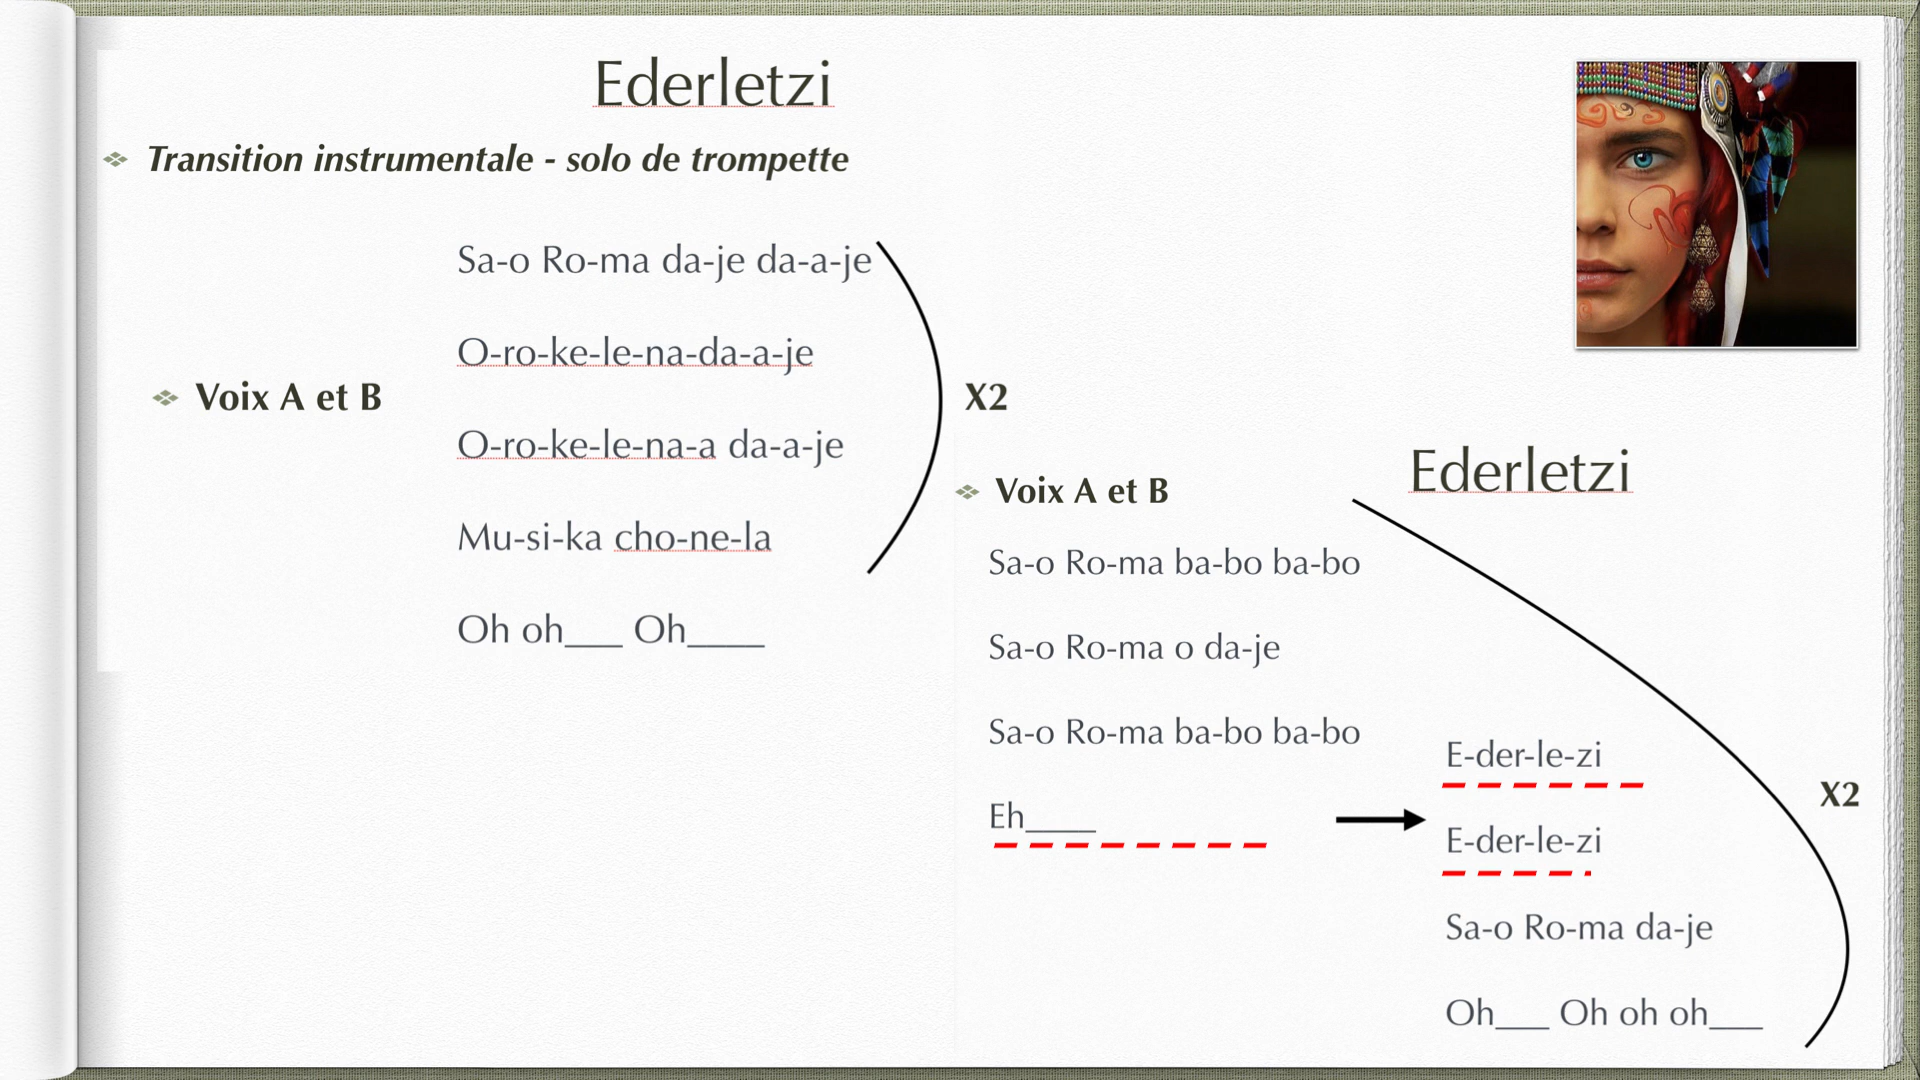 Ederletzi
Transition instrumentale - solo de trompette
Sa-o Ro-ma da-je da-a-je
O-ro-ke-le-na-da-a-je
Voix A et B
X2
O-ro-ke-le-na-a da-a-je
Mu-si-ka cho-ne-la
Oh oh___ Oh____
Ederletzi
Voix A et B
Sa-o Ro-ma ba-bo ba-bo
Sa-o Ro-ma o da-je
Sa-o Ro-ma ba-bo ba-bo
Eh____
E-der-le-zi
X2
E-der-le-zi
Sa-o Ro-ma da-je
Oh___ Oh oh oh___